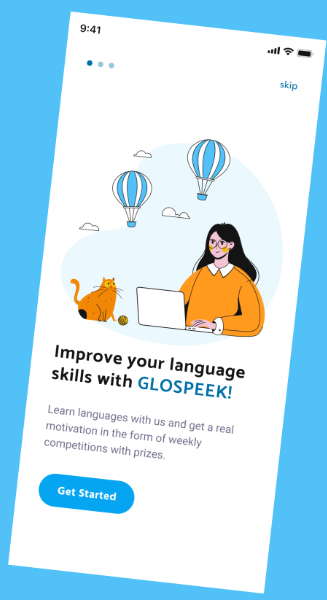 9:41
skip
Improve your language
skills with GLOSPEEK!
Learn languages with us and get a real
motivation in the form of weekly
competitions with prizes.
Get Started